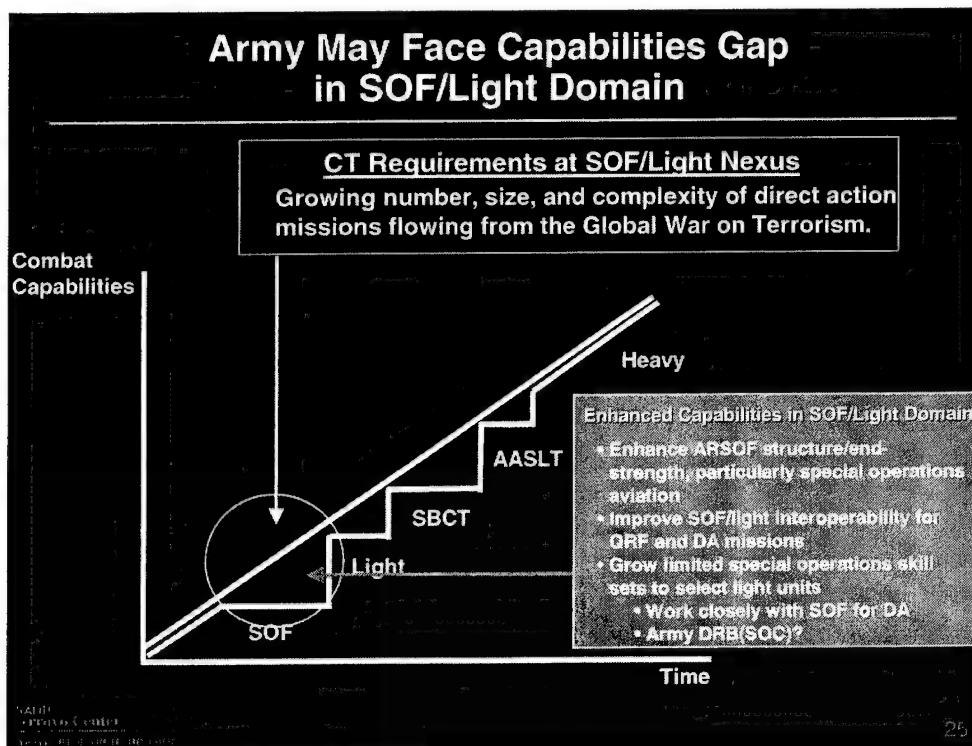 Army May Face Capabilities Gap
in SOF/Light Domain
CT Requirements at SOF/Light Nexus
Growing number, size, and complexity of direct action
missions flowing from the Global War on Terrorism.
Combat
Capabilities
Heavy
AASLT
SBCT
Light
SOF
Time
Enhanced Capabilities in SOF/Light Domain
• Enhance ARSOF structure/end-
strength, particularly special operations
aviation
• Improve SOF/light interoperability for
QRF and DA missions
• Grow limited special operations skill
sets to select light units
• Work closely with SOF for DA
• Army DRB(SOC)?
Center
25